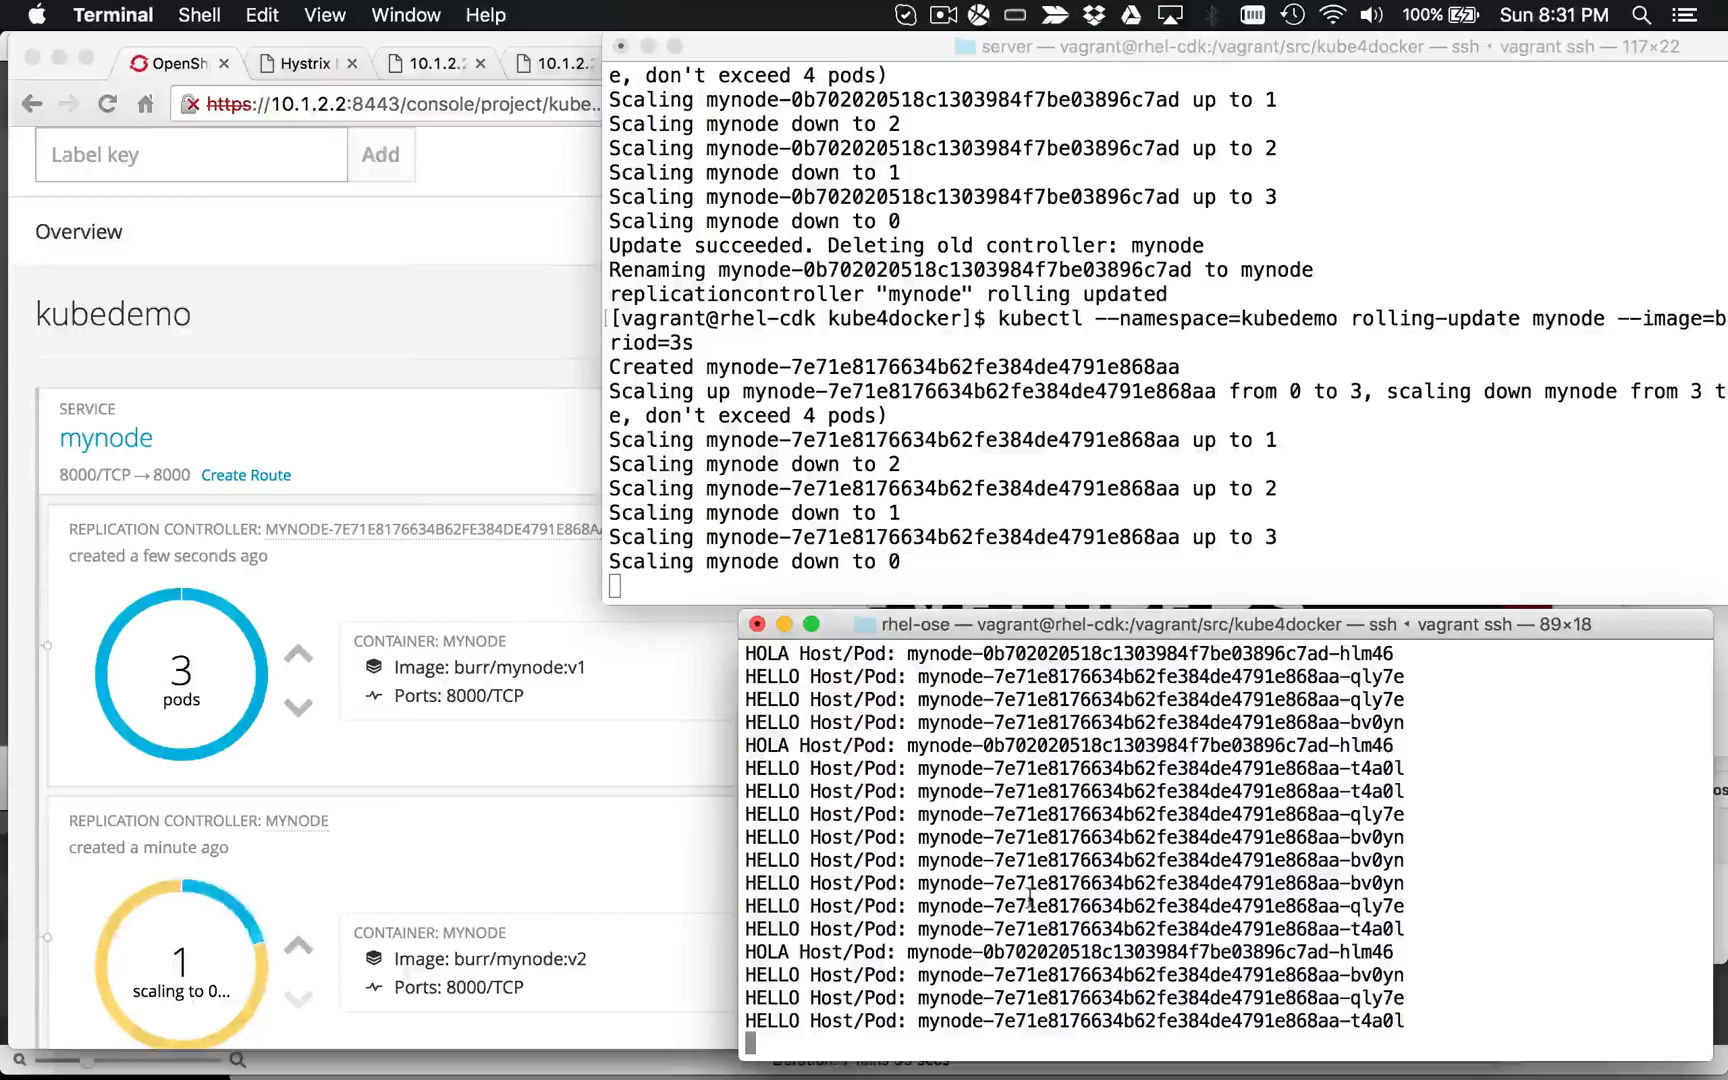 Terminal Shell Edit View Window Help
100% Sun 8:31 PM
OpenSh
Hystrix
10.1.2.
10.1.2.
https://10.1.2.2:8443/console/project/kube...
Label key
Add
Overview
kubedemo
SERVICE
mynode
8000/TCP → 8000 Create Route
REPLICATION CONTROLLER: MYNODE-7E71E8176634B62FE384DE4791E868A
created a few seconds ago
3
pods
CONTAINER: MYNODE
Image: burr/mynode:v1
Ports: 8000/TCP
REPLICATION CONTROLLER: MYNODE
created a minute ago
1
scaling to 0...
CONTAINER: MYNODE
Image: burr/mynode:v2
Ports: 8000/TCP
server — vagrant@rhel-cdk:/vagrant/src/kube4docker — ssh • vagrant ssh — 117×22
e, don't exceed 4 pods)
Scaling mynode-0b702020518c1303984f7be03896c7ad up to 1
Scaling mynode down to 2
Scaling mynode-0b702020518c1303984f7be03896c7ad up to 2
Scaling mynode down to 1
Scaling mynode-0b702020518c1303984f7be03896c7ad up to 3
Scaling mynode down to 0
Update succeeded. Deleting old controller: mynode
Renaming mynode-0b702020518c1303984f7be03896c7ad to mynode
replicationcontroller "mynode" rolling updated
[[vagrant@rhel-cdk kube4docker]$ kubectl --namespace=kubedemo rolling-update mynode --image=b
riod=3s
Created mynode-7e71e8176634b62fe384de4791e868aa
Scaling up mynode-7e71e8176634b62fe384de4791e868aa from 0 to 3, scaling down mynode from 3 t
e, don't exceed 4 pods)
Scaling mynode-7e71e8176634b62fe384de4791e868aa up to 1
Scaling mynode down to 2
Scaling mynode-7e71e8176634b62fe384de4791e868aa up to 2
Scaling mynode down to 1
Scaling mynode-7e71e8176634b62fe384de4791e868aa up to 3
Scaling mynode down to 0
rhel-ose — vagrant@rhel-cdk:/vagrant/src/kube4docker — ssh • vagrant ssh — 89×18
HOLA Host/Pod: mynode-0b702020518c1303984f7be03896c7ad-hlm46
HELLO Host/Pod: mynode-7e71e8176634b62fe384de4791e868aa-qly7e
HELLO Host/Pod: mynode-7e71e8176634b62fe384de4791e868aa-qly7e
HELLO Host/Pod: mynode-7e71e8176634b62fe384de4791e868aa-bv0yn
HOLA Host/Pod: mynode-0b702020518c1303984f7be03896c7ad-hlm46
HELLO Host/Pod: mynode-7e71e8176634b62fe384de4791e868aa-t4a0l
HELLO Host/Pod: mynode-7e71e8176634b62fe384de4791e868aa-t4a0l
HELLO Host/Pod: mynode-7e71e8176634b62fe384de4791e868aa-qly7e
HELLO Host/Pod: mynode-7e71e8176634b62fe384de4791e868aa-bv0yn
HELLO Host/Pod: mynode-7e71e8176634b62fe384de4791e868aa-bv0yn
HELLO Host/Pod: mynode-7e71e8176634b62fe384de4791e868aa-bv0yn
HELLO Host/Pod: mynode-7e71e8176634b62fe384de4791e868aa-qly7e
HELLO Host/Pod: mynode-7e71e8176634b62fe384de4791e868aa-t4a0l
HOLA Host/Pod: mynode-0b702020518c1303984f7be03896c7ad-hlm46
HELLO Host/Pod: mynode-7e71e8176634b62fe384de4791e868aa-bv0yn
HELLO Host/Pod: mynode-7e71e8176634b62fe384de4791e868aa-qly7e
HELLO Host/Pod: mynode-7e71e8176634b62fe384de4791e868aa-t4a0l